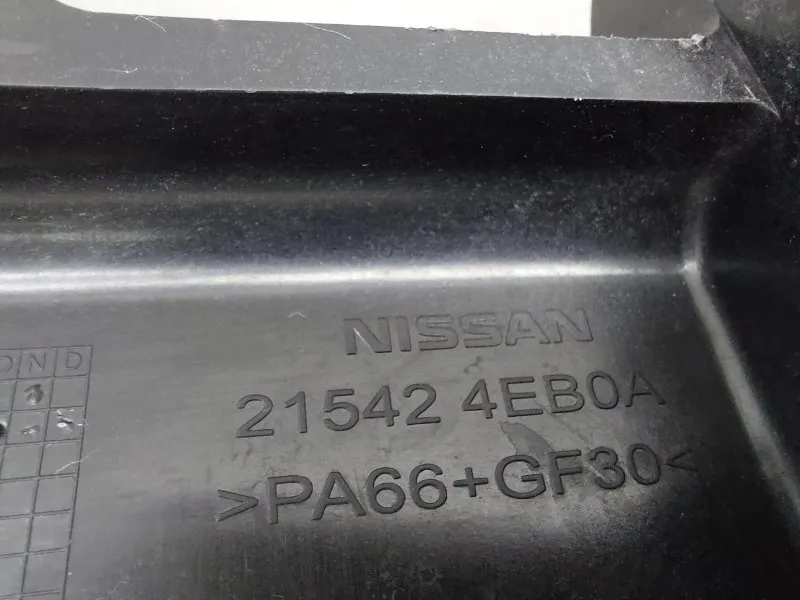 NISSAN
21542 4EB0A
>PA66+GF30<
O N D